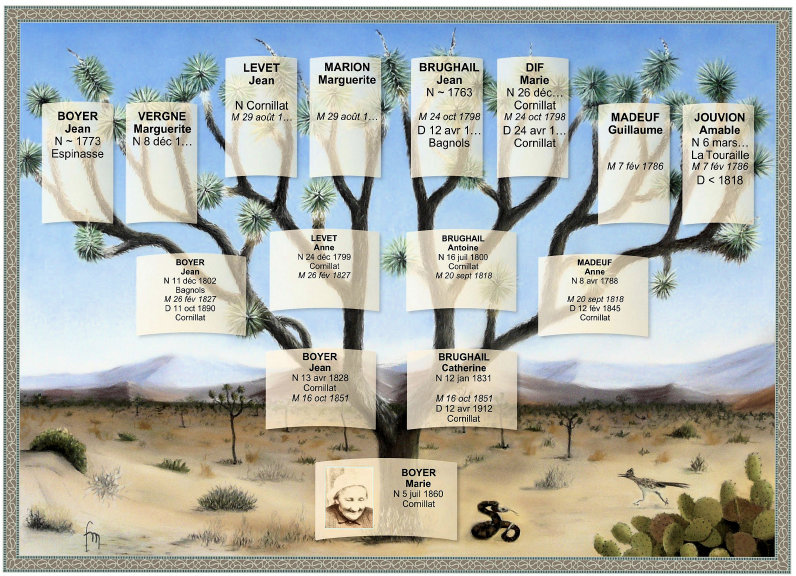 LEVET
Jean
N Cornillat
M 29 août 1…
MARION
Marguerite
M 29 août 1…
BRUGHAIL
Jean
N ~ 1763
M 24 oct 1798
D 12 avr 1…
Bagnols
DIF
Marie
N 26 déc…
Cornillat
M 24 oct 1798
D 24 avr 1…
Cornillat
BOYER
Jean
N ~ 1773
Espinasse
VERGNE
Marguerite
N 8 déc 1…
MADEUF
Guillaume
M 7 fév 1786
JOUVION
Amable
N 6 mars…
La Touraille
M 7 fév 1786
D < 1818
BOYER
Jean
N 11 déc 1802
Bagnols
M 26 fév 1827
D 11 oct 1890
Cornillat
LEVET
Anne
N 24 déc 1799
Cornillat
M 26 fév 1827
BRUGHAIL
Antoine
N 16 juil 1800
Cornillat
M 20 sept 1818
MADEUF
Anne
N 8 avr 1788
M 20 sept 1818
D 12 fév 1845
Cornillat
BOYER
Jean
N 13 avr 1828
Cornillat
M 16 oct 1851
BRUGHAIL
Catherine
N 12 jan 1831
M 16 oct 1851
D 12 avr 1912
Cornillat
BOYER
Marie
N 5 juil 1860
Cornillat
fm